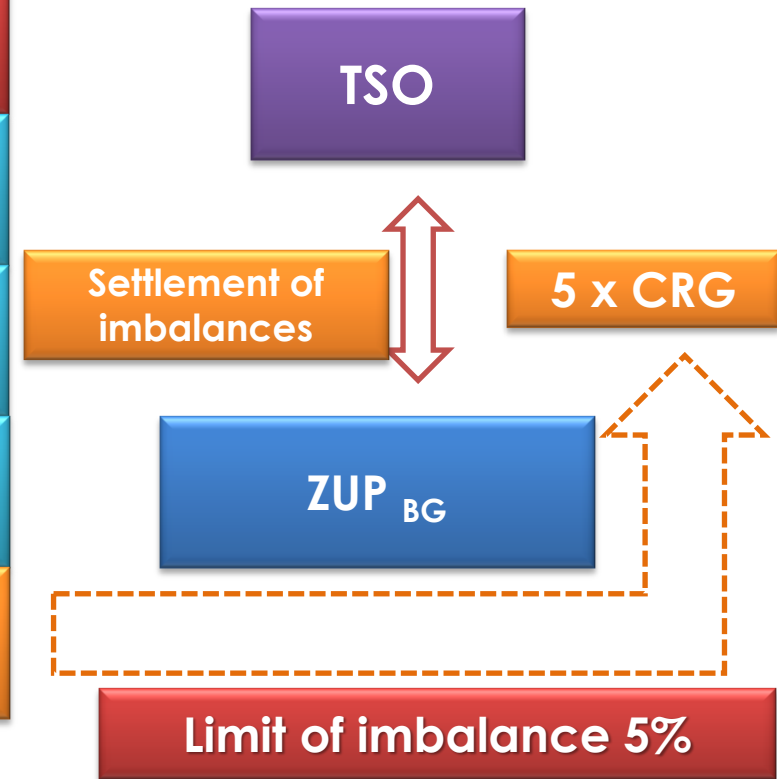 TSO
Settlement of
imbalances
5 x CRG
ZUP BG
Limit of imbalance 5%